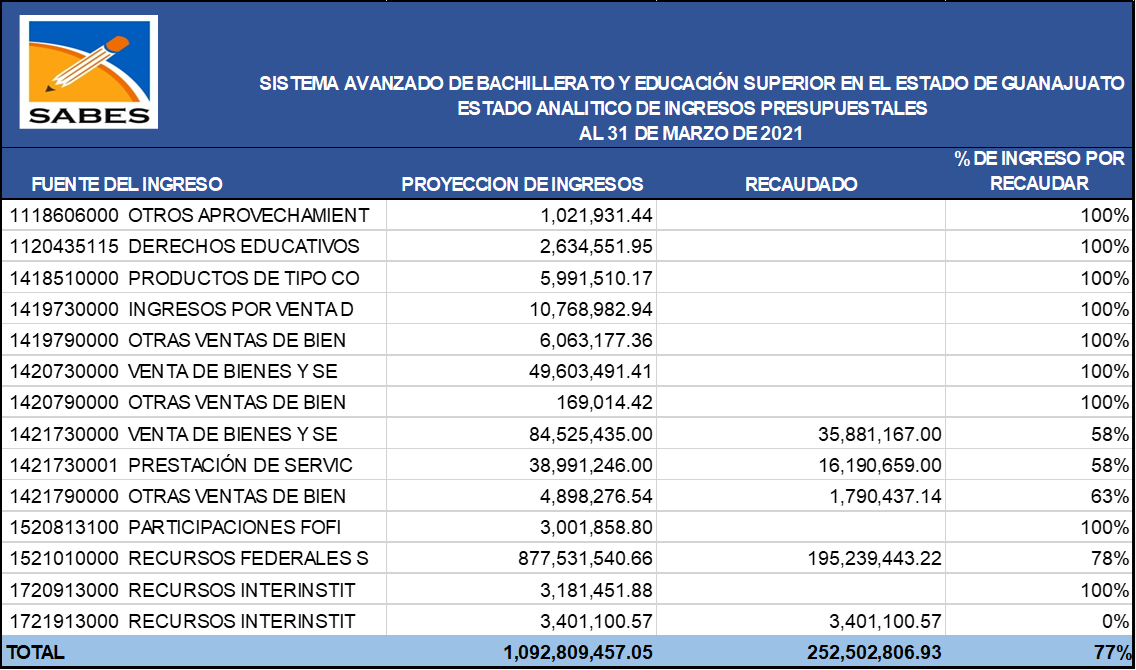 SABES
SISTEMA AVANZADO DE BACHILLERATO Y EDUCACIÓN SUPERIOR EN EL ESTADO DE GUANAJUATO
ESTADO ANALITICO DE INGRESOS PRESUPUESTALES
AL 31 DE MARZO DE 2021
FUENTE DEL INGRESO PROYECCION DE INGRESOS RECAUDADO % DE INGRESO POR RECAUDAR
1118606000 OTROS APROVECHAMIENT 1,021,931.44 100%
1120435115 DERECHOS EDUCATIVOS 2,634,551.95 100%
1418510000 PRODUCTOS DE TIPO CO 5,991,510.17 100%
1419730000 INGRESOS POR VENTA D 10,768,982.94 100%
1419790000 OTRAS VENTAS DE BIEN 6,063,177.36 100%
1420730000 VENTA DE BIENES Y SE 49,603,491.41 100%
1420790000 OTRAS VENTAS DE BIEN 169,014.42 100%
1421730000 VENTA DE BIENES Y SE 84,525,435.00 35,881,167.00 58%
1421730001 PRESTACIÓN DE SERVIC 38,991,246.00 16,190,659.00 58%
1421790000 OTRAS VENTAS DE BIEN 4,898,276.54 1,790,437.14 63%
1520813100 PARTICIPACIONES FOFI 3,001,858.80 100%
1521010000 RECURSOS FEDERALES S 877,531,540.66 195,239,443.22 78%
1720913000 RECURSOS INTERINSTIT 3,181,451.88 100%
1721913000 RECURSOS INTERINSTIT 3,401,100.57 3,401,100.57 0%
TOTAL 1,092,809,457.05 252,502,806.93 77%